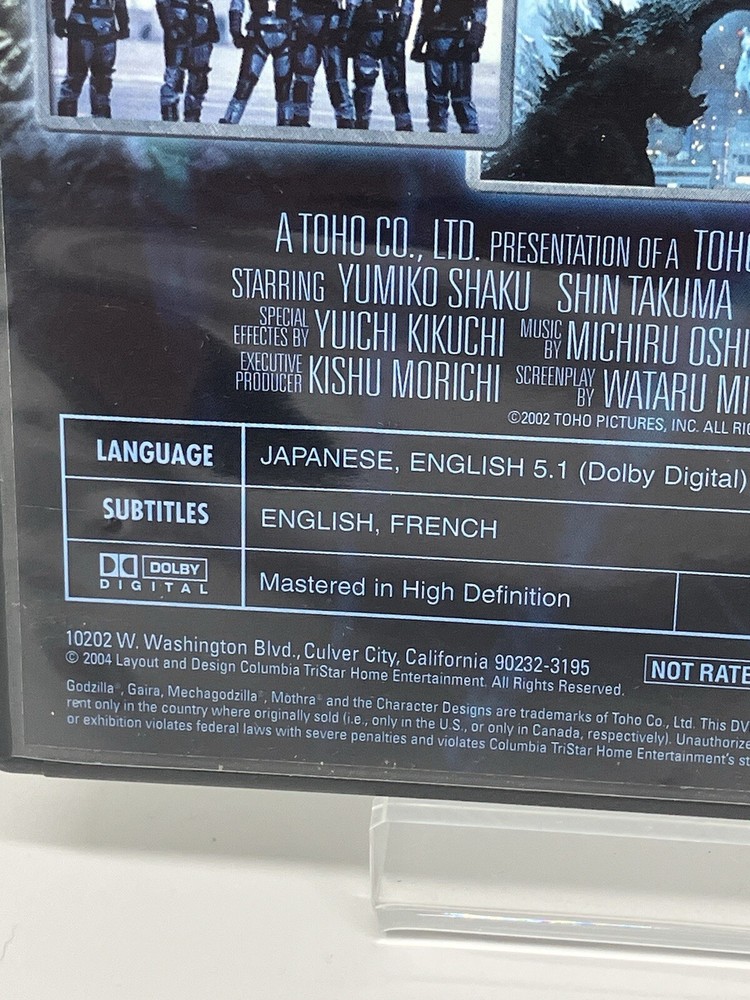 A TOHO CO., LTD. PRESENTATION OF A TOHO
STARRING YUMIKO SHAKU SHIN TAKUMA
SPECIAL EFFECTES BY YUICHI KIKUCHI MUSIC BY MICHIRU OSHI
EXECUTIVE PRODUCER KISHU MORICHI SCREENPLAY BY WATARU MI
©2002 TOHO PICTURES, INC. ALL RIG
LANGUAGE JAPANESE, ENGLISH 5.1 (Dolby Digital)
SUBTITLES ENGLISH, FRENCH
DOLBY DIGITAL Mastered in High Definition
10202 W. Washington Blvd., Culver City, California 90232-3195
© 2004 Layout and Design Columbia TriStar Home Entertainment. All Rights Reserved.
NOT RATE
Godzilla®, Gaira, Mechagodzilla®, Mothra® and the Character Designs are trademarks of Toho Co., Ltd. This DV
rent only in the country where originally sold (i.e., only in the U.S., or only in Canada, respectively). Unauthorize
or exhibition violates federal laws with severe penalties and violates Columbia TriStar Home Entertainment's st